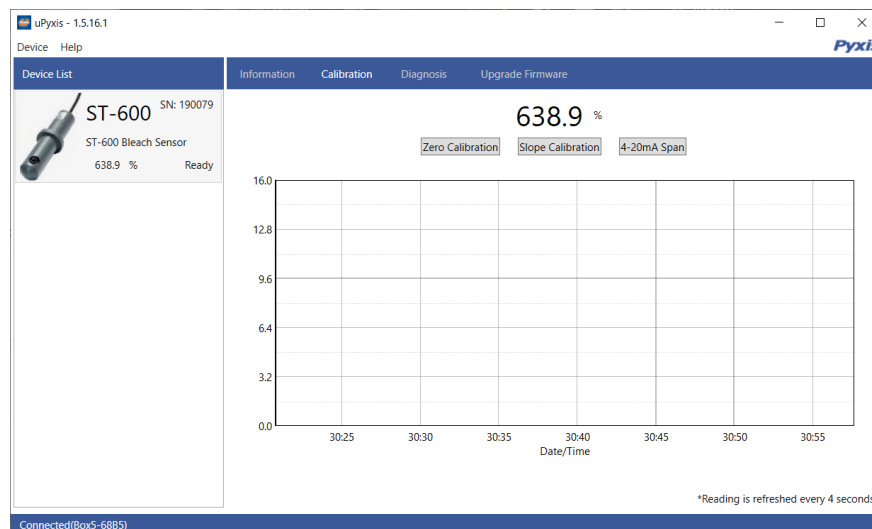 uPyxis - 1.5.16.1
Device Help
Pyxis
Device List
Information Calibration Diagnosis Upgrade Firmware
ST-600 SN: 190079
ST-600 Bleach Sensor
638.9 % Ready
638.9 %
Zero Calibration Slope Calibration 4-20mA Span
16.0
12.8
9.6
6.4
3.2
0.0
30:25 30:30 30:35 30:40 30:45 30:50 30:55
Date/Time
*Reading is refreshed every 4 seconds
Connected(Box5-68B5)